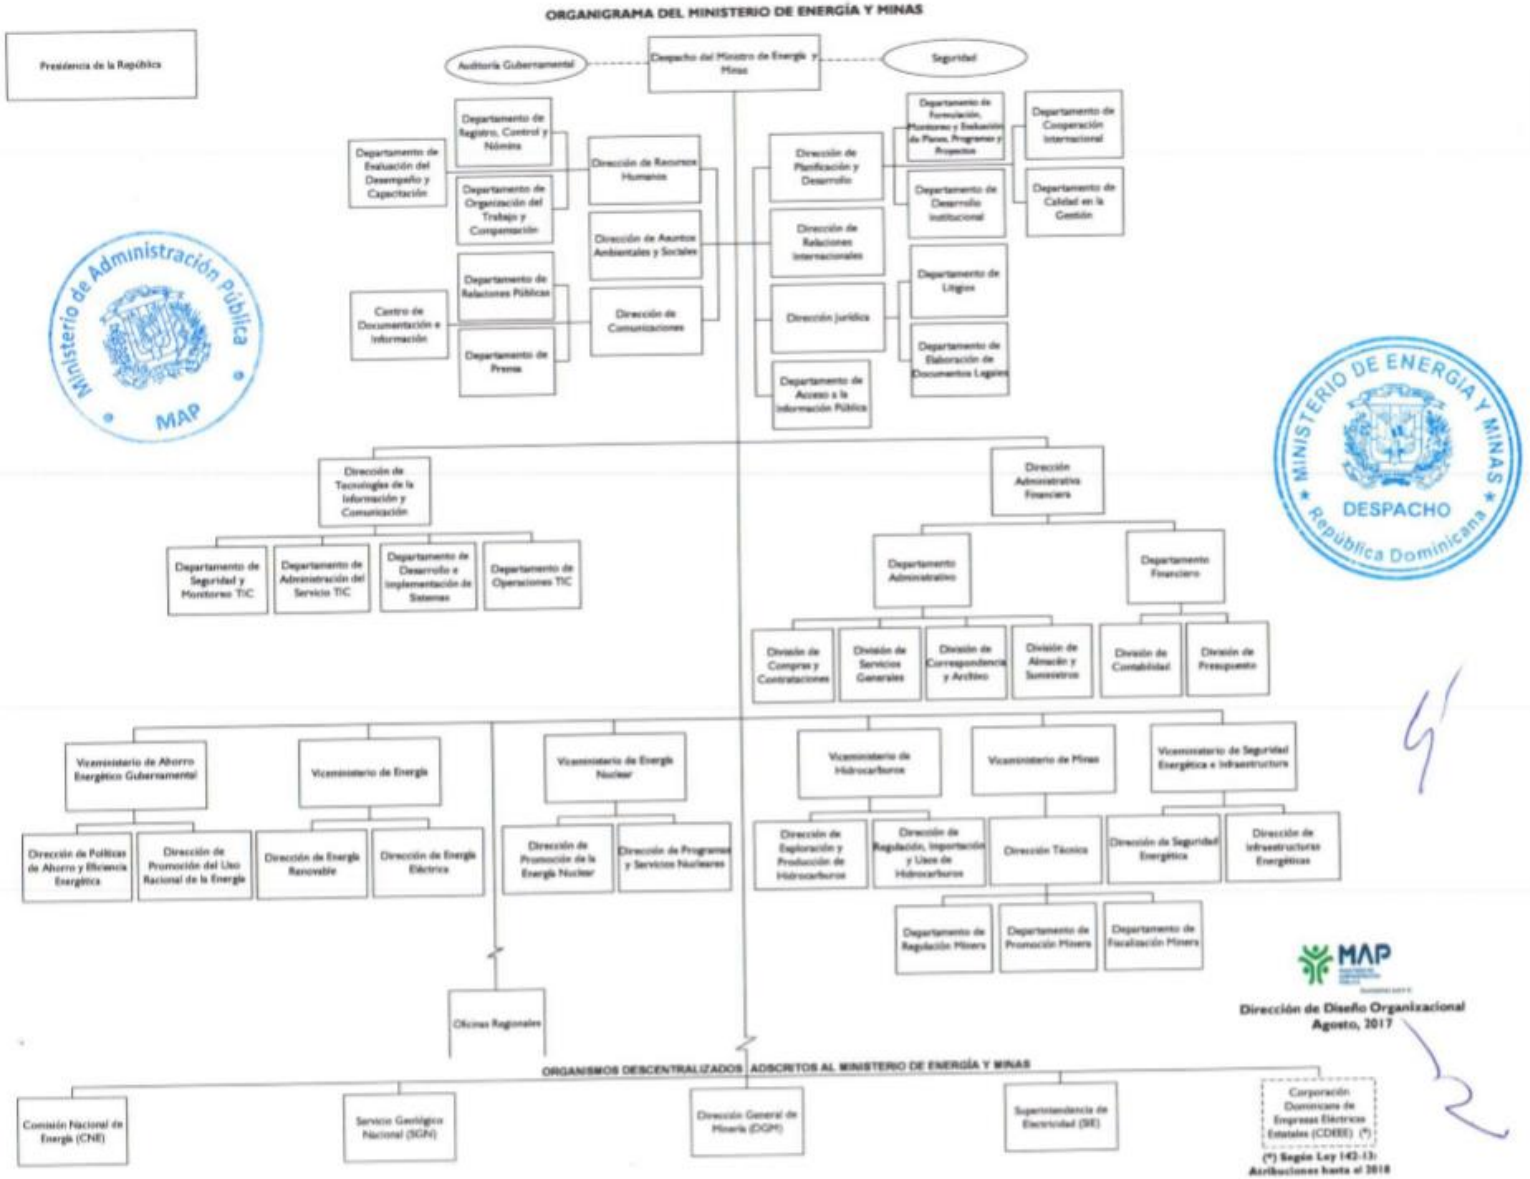 ORGANIGRAMA DEL MINISTERIO DE ENERGÍA Y MINAS
Presidencia de la República
Auditoría Gubernamental
Despacho del Ministro de Energía y
Minas
Seguridad
Departamento de
Registro, Control y
Nómina
Departamento de
Evaluación del
Desempeño y
Capacitación
Departamento de
Organización del
Trabajo y
Compensación
Dirección de Recursos
Humanos
Dirección de Asuntos
Ambientales y Sociales
Departamento de
Relaciones Públicas
Centro de
Documentación e
Información
Departamento de
Prensa
Dirección de
Comunicaciones
Dirección de
Planificación y
Desarrollo
Departamento de
Formulación,
Monitoreo y Evaluación
de Planes, Programas y
Proyectos
Departamento de
Cooperación
Internacional
Departamento de
Desarrollo
Institucional
Departamento de
Calidad en la
Gestión
Dirección de
Relaciones
Internacionales
Dirección Jurídica
Departamento de
Litigios
Departamento de
Elaboración de
Documentos Legales
Departamento de
Acceso a la
Información Pública
Ministerio de Administración Pública
MAP
MINISTERIO DE ENERGIA Y MINAS
DESPACHO
República Dominicana
Dirección de
Tecnologías de la
Información y
Comunicación
Departamento de
Seguridad y
Monitoreo TIC
Departamento de
Administración del
Servicio TIC
Departamento de
Desarrollo e
Implementación de
Sistemas
Departamento de
Operaciones TIC
Dirección
Administrativa
Financiera
Departamento
Administrativo
Departamento
Financiero
División de
Compras y
Contrataciones
División de
Servicios
Generales
División de
Correspondencia
y Archivo
División de
Almacén y
Suministros
División de
Contabilidad
División de
Presupuesto
Viceministerio de Ahorro
Energético Gubernamental
Viceministerio de Energía
Viceministerio de Energía
Nuclear
Viceministerio de
Hidrocarburos
Viceministerio de Minas
Viceministerio de Seguridad
Energética e Infraestructura
Dirección de Políticas
de Ahorro y Eficiencia
Energética
Dirección de
Promoción del Uso
Racional de la Energía
Dirección de Energía
Renovable
Dirección de Energía
Eléctrica
Dirección de
Promoción de la
Energía Nuclear
Dirección de Programas
y Servicios Nucleares
Dirección de
Exploración y
Producción de
Hidrocarburos
Dirección de
Regulación, Importación
y Usos de
Hidrocarburos
Dirección Técnica
Dirección de Seguridad
Energética
Dirección de
Infraestructuras
Energéticas
Departamento de
Regulación Minera
Departamento de
Promoción Minera
Departamento de
Fiscalización Minera
Oficinas Regionales
MAP
Dirección de Diseño Organizacional
Agosto, 2017
ORGANISMOS DESCENTRALIZADOS ADSCRITOS AL MINISTERIO DE ENERGÍA Y MINAS
Comisión Nacional de
Energía (CNE)
Servicio Geológico
Nacional (SGN)
Dirección General de
Minería (DGM)
Superintendencia de
Electricidad (SIE)
Corporación
Dominicana de
Empresas Eléctricas
Estatales (CDEEE) (*)
(*) Según Ley 142-13:
Atribuciones hasta el 2018